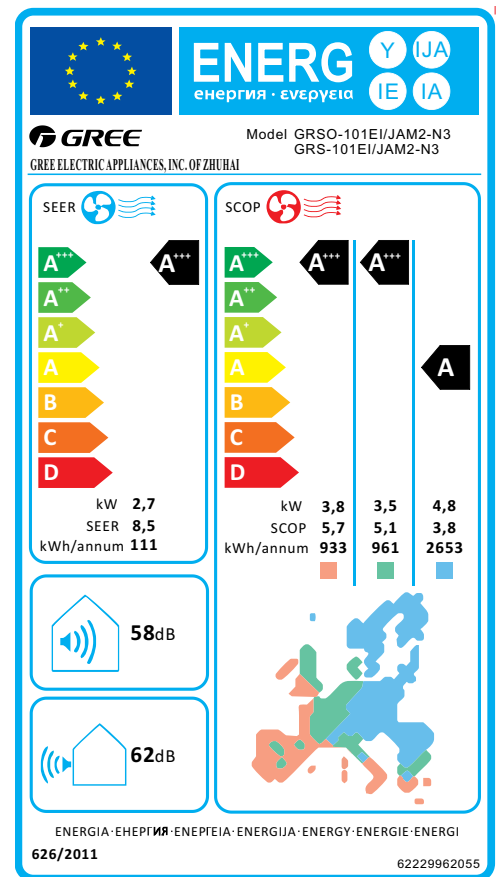 ENERG
енергия · ενεργεια
Y
IJA
IE
IA
GREE
Model GRSO-101EI/JAM2-N3
GRS-101EI/JAM2-N3
GREE ELECTRIC APPLIANCES, INC. OF ZHUHAI
SEER
A+++
A+++
A++
A+
A
B
C
D
kW 2,7
SEER 8,5
kWh/annum 111
SCOP
A+++
A+++
A+++
A++
A+
A
A
B
C
D
kW 3,8 3,5 4,8
SCOP 5,7 5,1 3,8
kWh/annum 933 961 2653
58dB
62dB
ENERGIA·ЕНЕРГИЯ·ΕΝΕΡΓΕΙΑ·ENERGIJA·ENERGY·ENERGIE·ENERGI
626/2011
62229962055